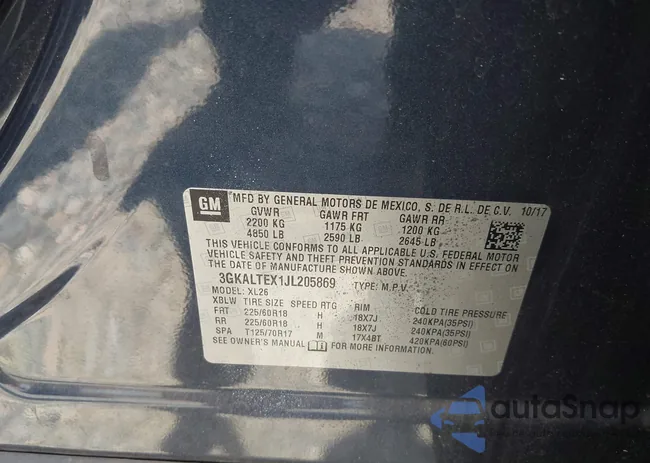 GM
MFD BY GENERAL MOTORS DE MEXICO, S. DE R.L. DE C.V. 10/17
GVWR GAWR FRT GAWR RR
2200 KG 1175 KG 1200 KG
4850 LB 2590 LB 2645 LB
THIS VEHICLE CONFORMS TO ALL APPLICABLE U.S. FEDERAL MOTOR
VEHICLE SAFETY AND THEFT PREVENTION STANDARDS IN EFFECT ON
THE DATE OF MANUFACTURE SHOWN ABOVE.
3GKALTEX1JL205869 TYPE: M.P.V.
MODEL: XL26
XBLW TIRE SIZE SPEED RTG RIM COLD TIRE PRESSURE
FRT 225/60R18 H 18X7J 240KPA(35PSI)
RR 225/60R18 H 18X7J 240KPA(35PSI)
SPA T125/70R17 M 17X4BT 420KPA(60PSI)
SEE OWNER'S MANUAL FOR MORE INFORMATION.
autoSnap